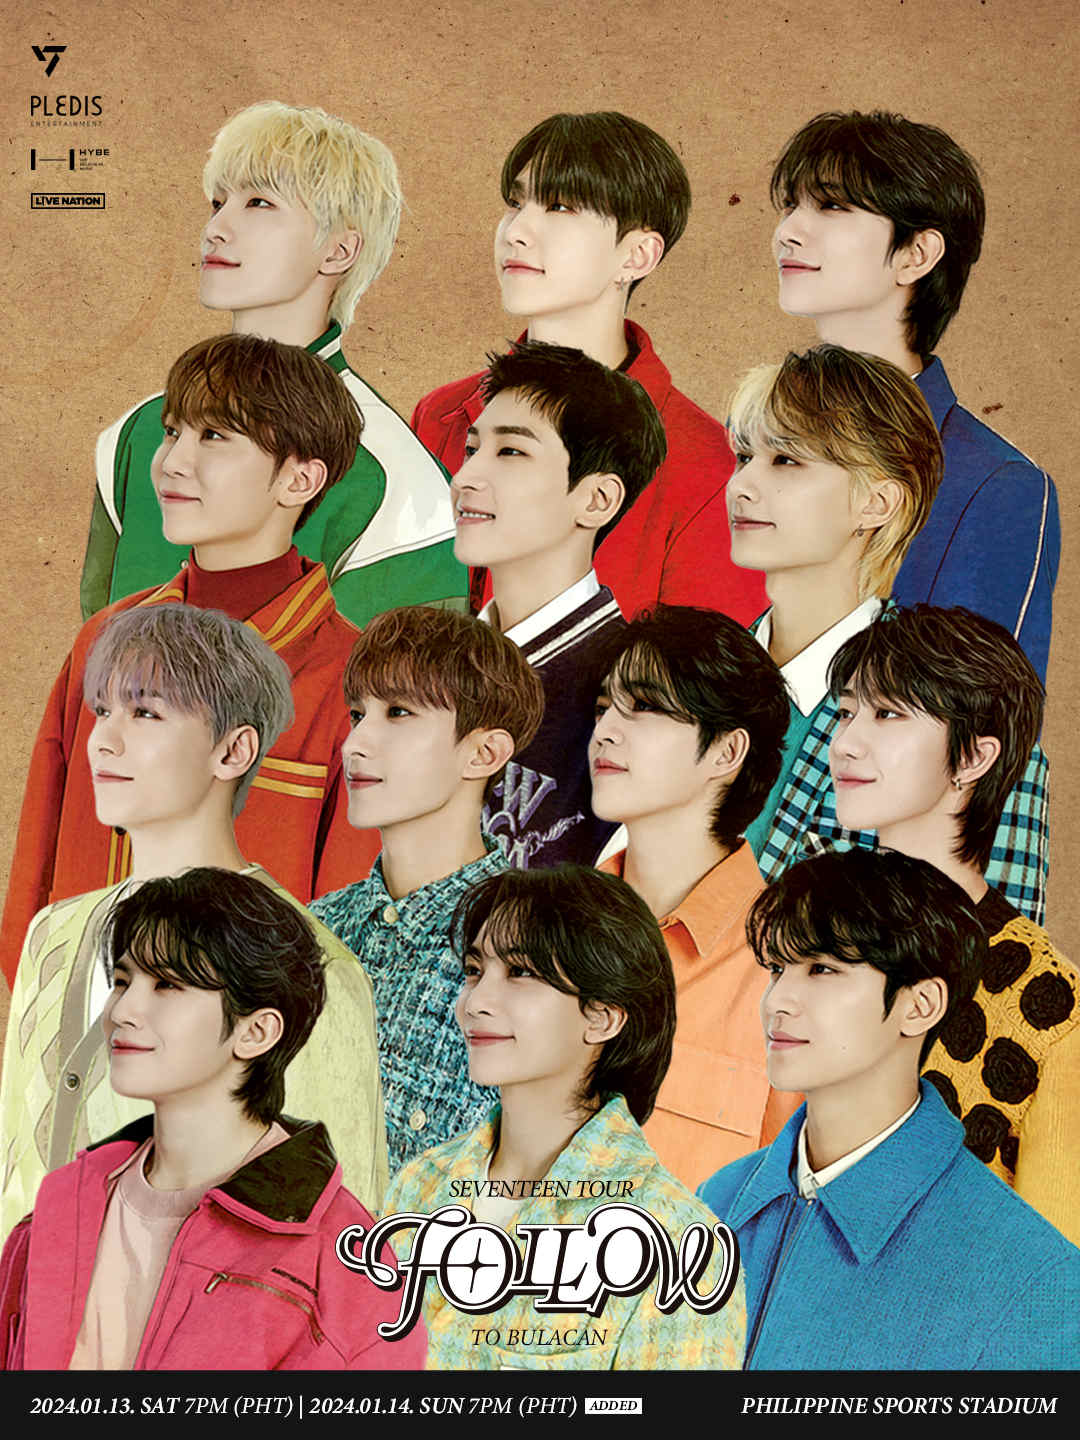 PLEDIS
ENTERTAINMENT
HYBE
LIVE NATION
W
SEVENTEEN TOUR
FOLLOW
TO BULACAN
2024.01.13. SAT 7PM (PHT) | 2024.01.14. SUN 7PM (PHT) ADDED
PHILIPPINE SPORTS STADIUM